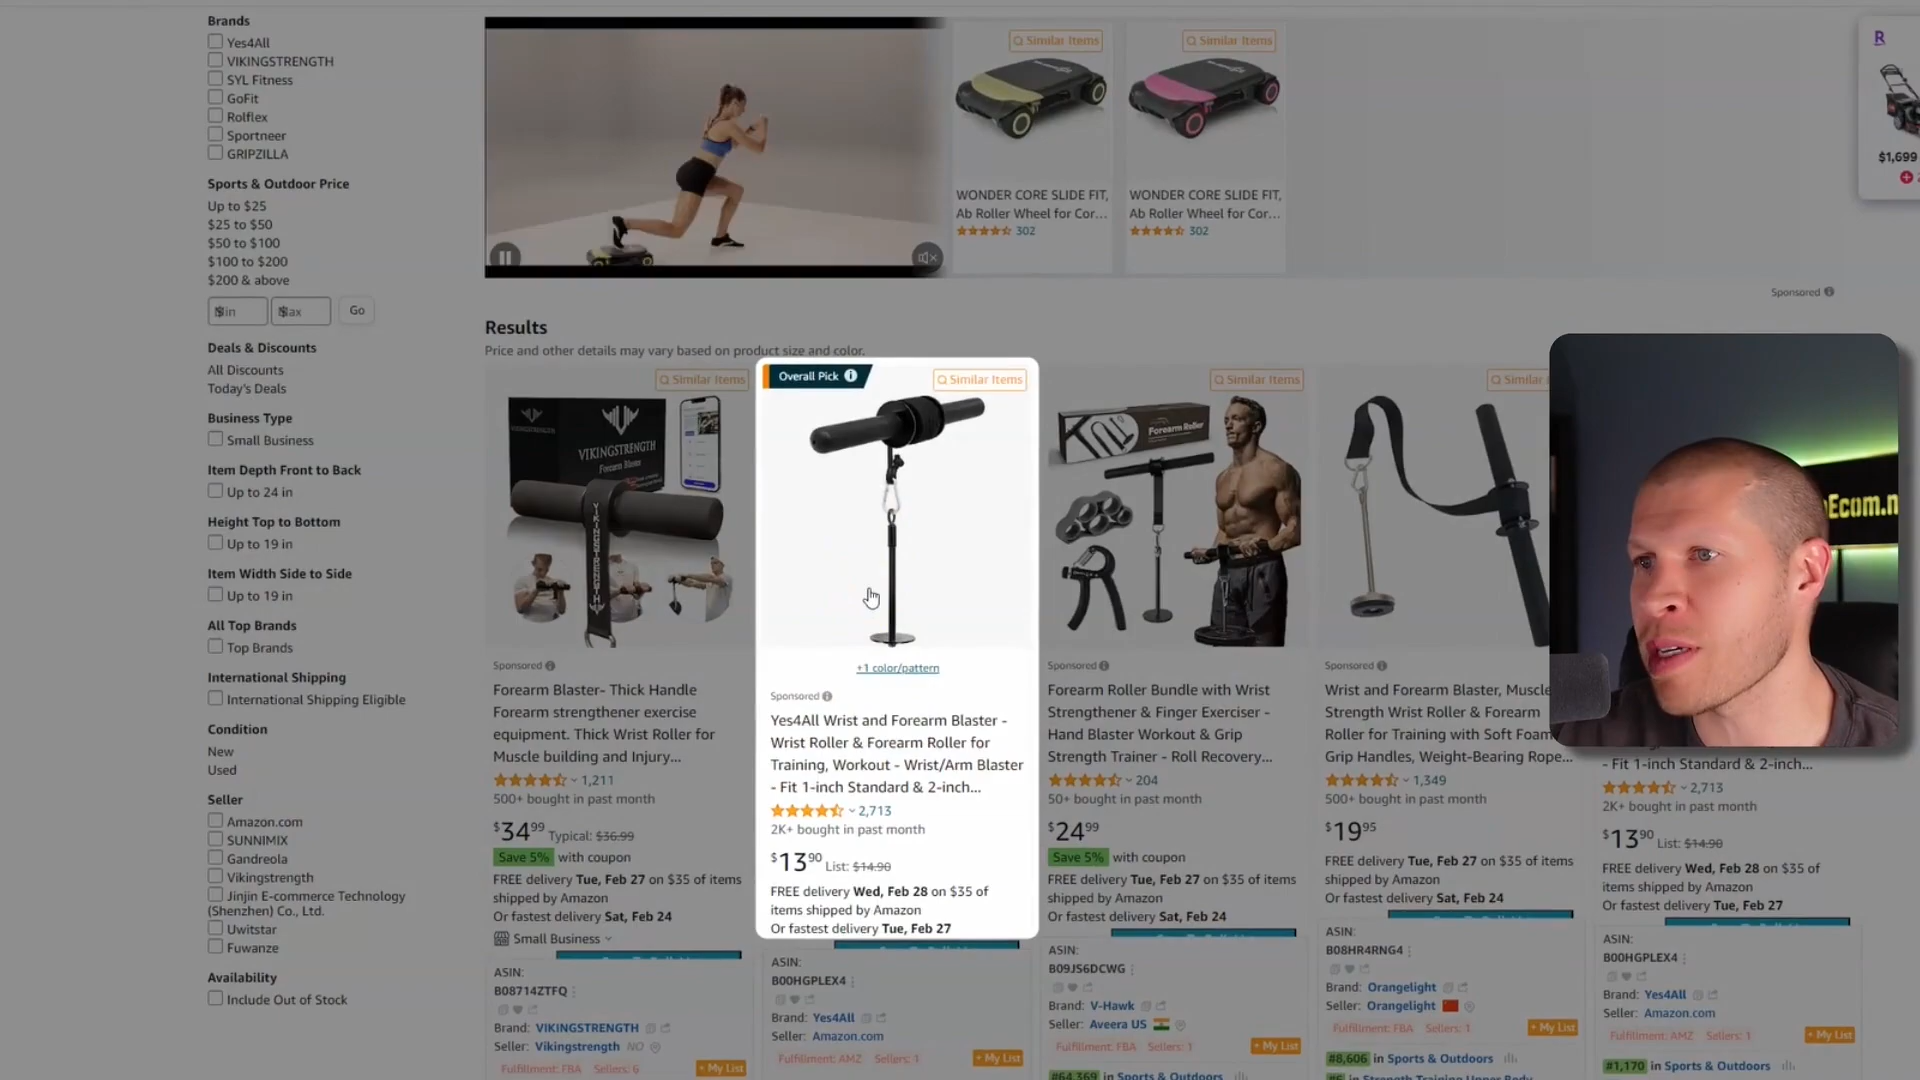 Brands
Yes4All
VIKINGSTRENGTH
SYL Fitness
GoFit
Rolflex
Sportneer
GRIPZILLA
Sports & Outdoor Price
Up to $25
$25 to $50
$50 to $100
$100 to $200
$200 & above
Go
Deals & Discounts
All Discounts
Today's Deals
Business Type
Small Business
Item Depth Front to Back
Up to 24 in
Height Top to Bottom
Up to 19 in
Item Width Side to Side
Up to 19 in
All Top Brands
Top Brands
International Shipping
International Shipping Eligible
Condition
New
Used
Seller
Amazon.com
SUNNIMIX
Gandreola
Vikingstrength
Jinjin E-commerce Technology
(Shenzhen) Co., Ltd.
Uwitstar
Fuwanze
Availability
Include Out of Stock
Similar Items
WONDER CORE SLIDE FIT,
Ab Roller Wheel for Cor...
302
Similar Items
WONDER CORE SLIDE FIT,
Ab Roller Wheel for Cor...
302
R
$1,699
Sponsored
Results
Price and other details may vary based on product size and color.
Similar Items
VIKINGSTRENGTH
VIKINGSTRENGTH
Forearm Blaster
VIKINGSTRENGTH
Sponsored
Forearm Blaster- Thick Handle
Forearm strengthener exercise
equipment. Thick Wrist Roller for
Muscle building and Injury...
1,211
500+ bought in past month
$34.99 Typical: $36.99
Save 5% with coupon
FREE delivery Tue, Feb 27 on $35 of items
shipped by Amazon
Or fastest delivery Sat, Feb 24
Small Business
ASIN:
B08714ZTFQ
Brand: VIKINGSTRENGTH
Seller: Vikingstrength NO
Fulfillment: FBA Sellers: 6
+ My List
Overall Pick
Similar Items
+1 color/pattern
Sponsored
Yes4All Wrist and Forearm Blaster -
Wrist Roller & Forearm Roller for
Training, Workout - Wrist/Arm Blaster
- Fit 1-inch Standard & 2-inch...
2,713
2K+ bought in past month
$13.90 List: $14.90
FREE delivery Wed, Feb 28 on $35 of
items shipped by Amazon
Or fastest delivery Tue, Feb 27
ASIN:
B00HGPLEX4
Brand: Yes4All
Seller: Amazon.com
Fulfillment: AMZ Sellers: 1
+ My List
Similar Items
Forearm Roller
Sponsored
Forearm Roller Bundle with Wrist
Strengthener & Finger Exerciser -
Hand Blaster Workout & Grip
Strength Trainer - Roll Recovery...
204
50+ bought in past month
$24.99
Save 5% with coupon
FREE delivery Tue, Feb 27 on $35 of items
shipped by Amazon
Or fastest delivery Sat, Feb 24
ASIN:
B09JS6DCWG
Brand: V-Hawk
Seller: Aveera US
Fulfillment: FBA Sellers: 1
+ My List
#64,369 in Sports & Outdoors
Similar Items
Sponsored
Wrist and Forearm Blaster, Muscle
Strength Wrist Roller & Forearm
Roller for Training with Soft Foam
Grip Handles, Weight-Bearing Rope...
1,349
500+ bought in past month
$19.95
FREE delivery Tue, Feb 27 on $35 of items
shipped by Amazon
Or fastest delivery Sat, Feb 24
ASIN:
B08HR4RNG4
Brand: Orangelight
Seller: Orangelight
Fulfillment: FBA Sellers: 1
+ My List
#8,606 in Sports & Outdoors
Ecom.n
- Fit 1-inch Standard & 2-inch...
2,713
2K+ bought in past month
$13.90 List: $14.90
FREE delivery Wed, Feb 28 on $35 of items
shipped by Amazon
Or fastest delivery Tue, Feb 27
ASIN:
B00HGPLEX4
Brand: Yes4All
Seller: Amazon.com
Fulfillment: AMZ Sellers: 1
+ My List
#1,170 in Sports & Outdoors